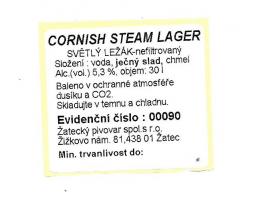 CORNISH STEAM LAGER
SVĚTLÝ LEŽÁK-nefiltrovaný
Složení : voda, ječný slad, chmel
Alc.(vol.) 5,3 %, objem: 30 l
Baleno v ochranné atmosféře
dusíku a CO2.
Skladujte v temnu a chladnu.
Evidenční číslo : 00090
Žatecký pivovar spol.s r.o.
Žižkovo nám. 81,438 01 Žatec
Min. trvanlivost do: